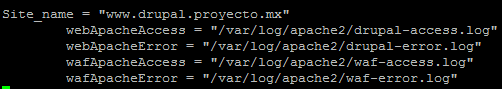 Site_name = "www.drupal.proyecto.mx"
webApacheAccess = "/var/log/apache2/drupal-access.log"
webApacheError = "/var/log/apache2/drupal-error.log"
wafApacheAccess = "/var/log/apache2/waf-access.log"
wafApacheError = "/var/log/apache2/waf-error.log"